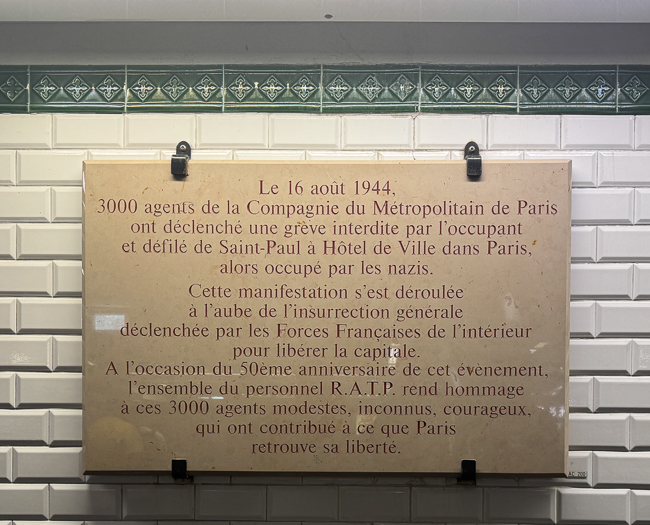 Le 16 août 1944,
3000 agents de la Compagnie du Métropolitain de Paris
ont déclenché une grève interdite par l'occupant
et défilé de Saint-Paul à Hôtel de Ville dans Paris,
alors occupé par les nazis.
Cette manifestation s'est déroulée
à l'aube de l'insurrection générale
déclenchée par les Forces Françaises de l'intérieur
pour libérer la capitale.
A l'occasion du 50ème anniversaire de cet évènement,
l'ensemble du personnel R.A.T.P. rend hommage
à ces 3000 agents modestes, inconnus, courageux,
qui ont contribué à ce que Paris
retrouve sa liberté.